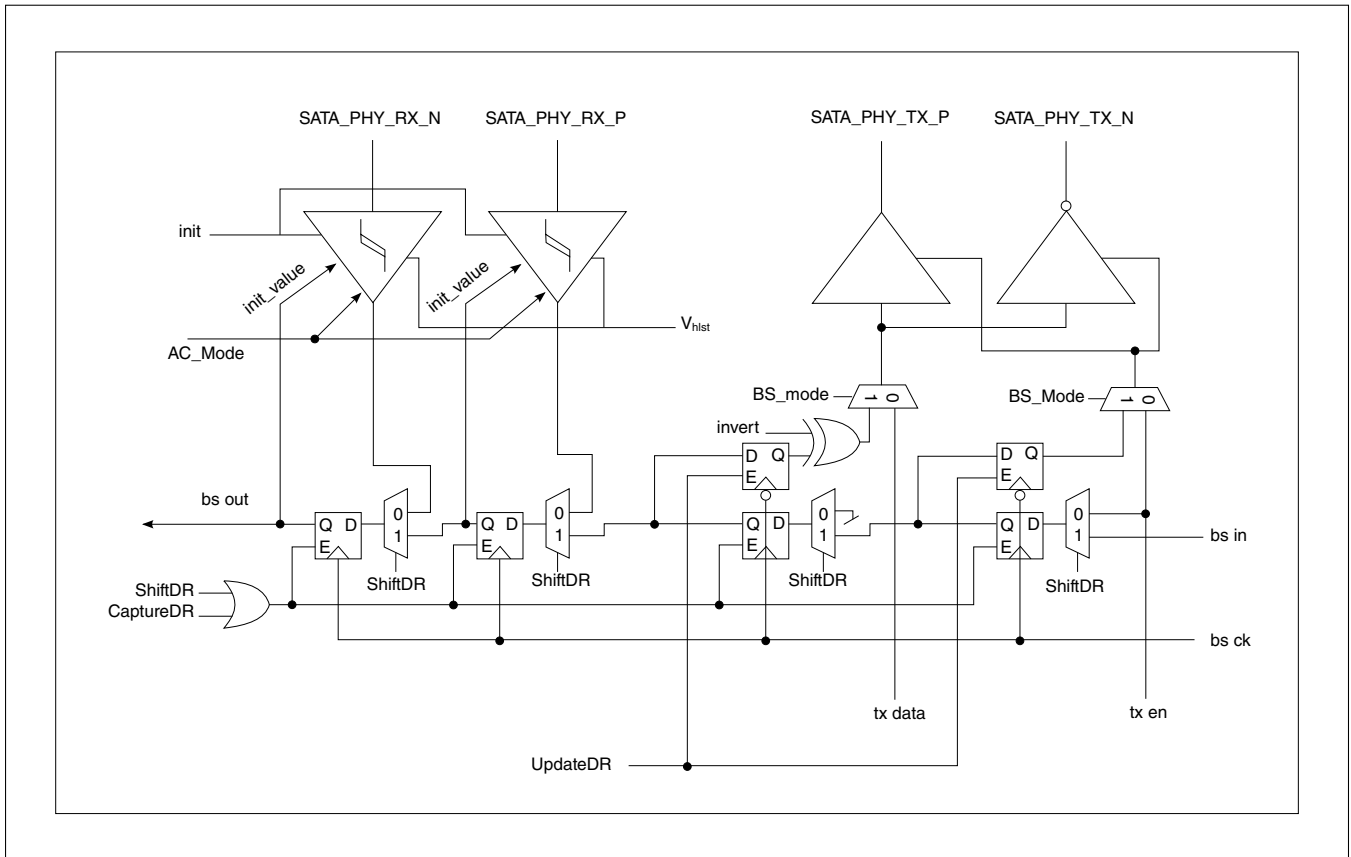 SATA_PHY_RX_N
SATA_PHY_RX_P
SATA_PHY_TX_P
SATA_PHY_TX_N
init
init_value
init_value
V_hlst
AC_Mode
BS_mode
1 0
BS_Mode
1 0
invert
D Q
E
D Q
E
bs out
Q D
E
0
1
Q D
E
0
1
Q D
E
0
1
Q D
E
0
1
bs in
ShiftDR
ShiftDR
ShiftDR
ShiftDR
ShiftDR
CaptureDR
bs ck
tx data
tx en
UpdateDR